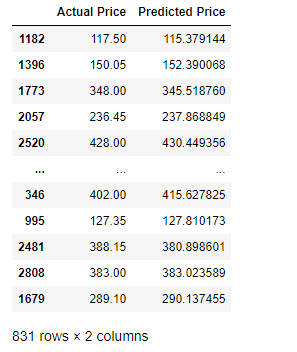 Actual Price Predicted Price
1182 117.50 115.379144
1396 150.05 152.390068
1773 348.00 345.518760
2057 236.45 237.868849
2520 428.00 430.449356
... ... ...
346 402.00 415.627825
995 127.35 127.810173
2481 388.15 380.898601
2808 383.00 383.023589
1679 289.10 290.137455
831 rows × 2 columns